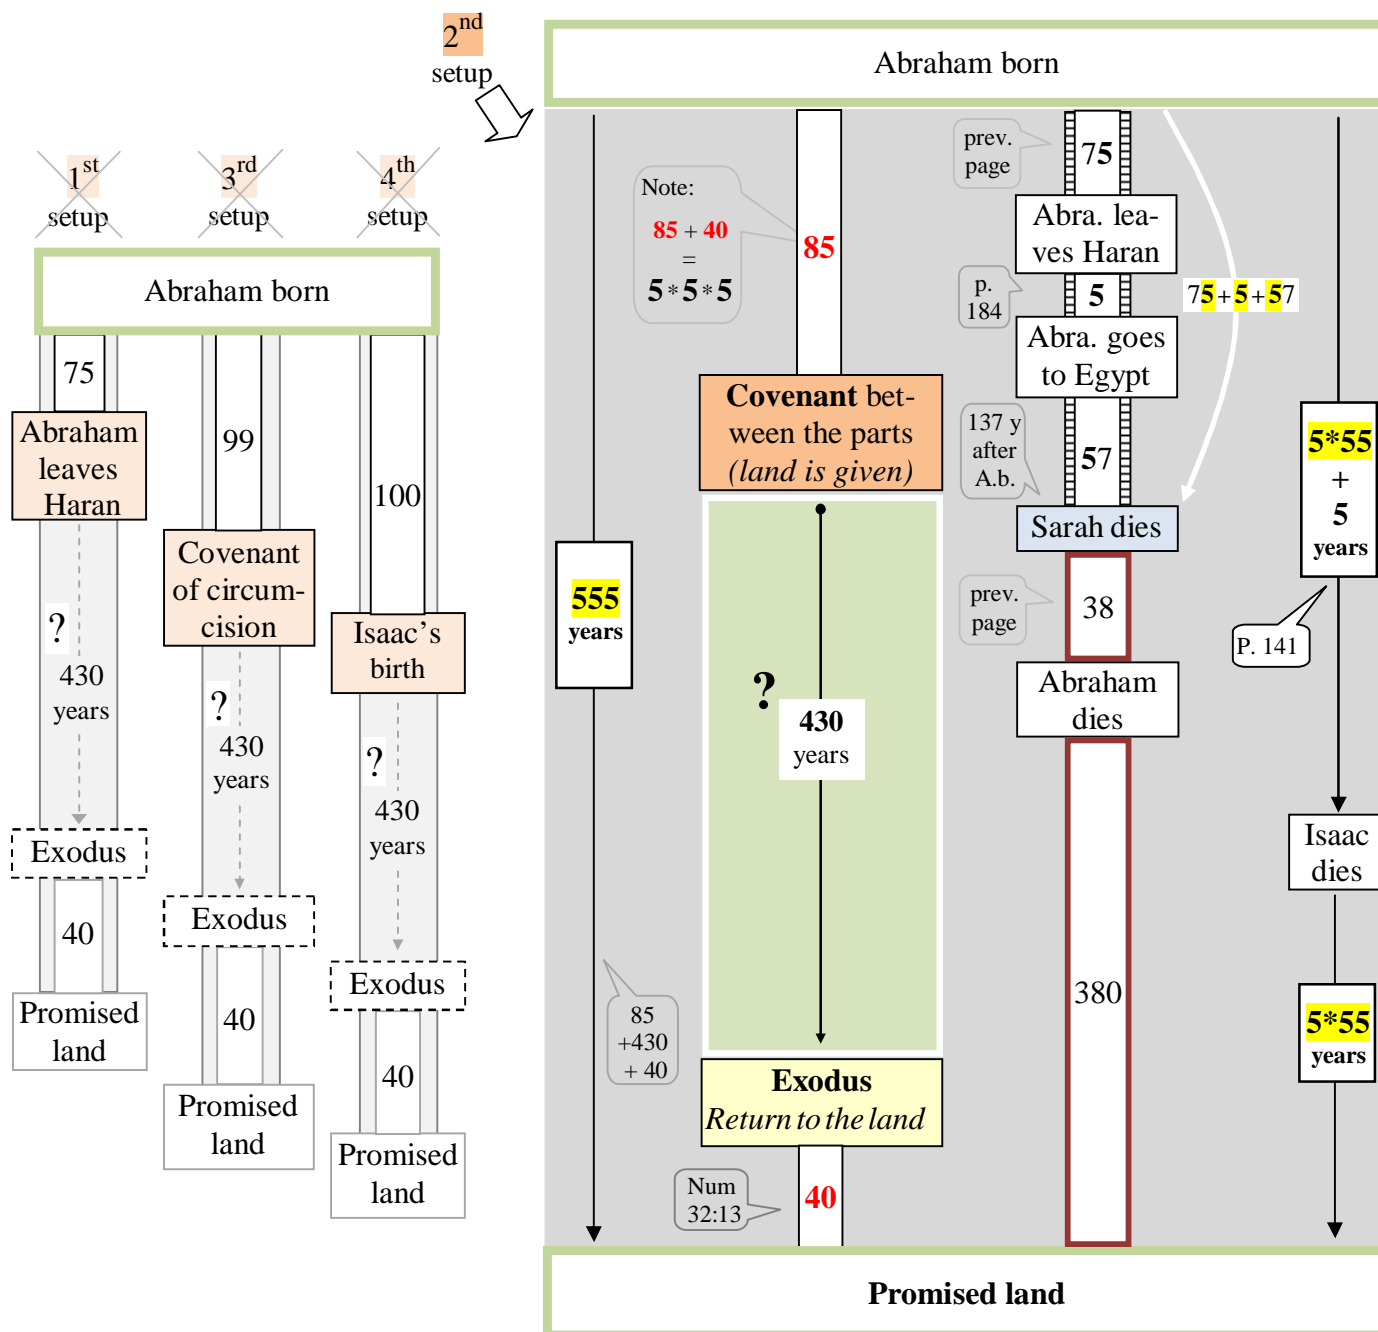 2nd
setup
1st
setup
3rd
setup
4th
setup
Abraham born
75
Abraham
leaves
Haran
?
430
years
Exodus
40
Promised
land
99
Covenant
of circum-
cision
?
430
years
Exodus
40
Promised
land
100
Isaac’s
birth
?
430
years
Exodus
40
Promised
land
Abraham born
555
years
85
+430
+ 40
Note:
85 + 40
=
5*5*5
85
Covenant bet-
ween the parts
(land is given)
?
430
years
Exodus
Return to the land
Num
32:13
40
prev.
page
75
Abra. lea-
ves Haran
p.
184
5
Abra. goes
to Egypt
137 y
after
A.b.
57
75+5+57
Sarah dies
prev.
page
38
Abraham
dies
380
5*55
+
5
years
P. 141
Isaac
dies
5*55
years
Promised land